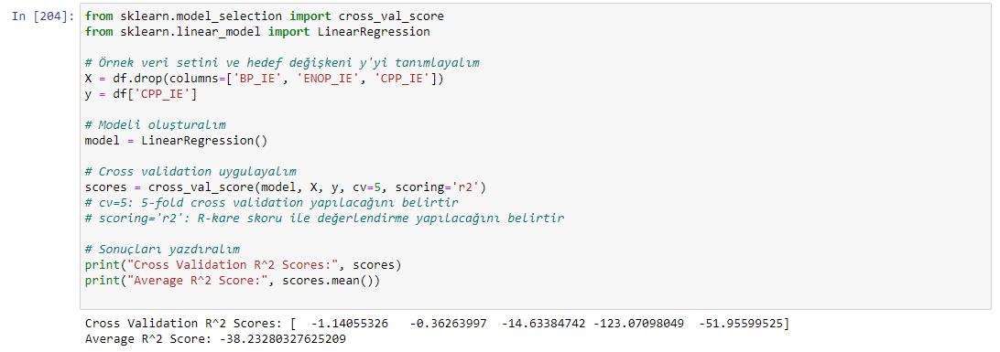 In [204]: from sklearn.model_selection import cross_val_score
from sklearn.linear_model import LinearRegression
# Örnek veri setini ve hedef değişkeni y'yi tanımlayalım
X = df.drop(columns=['BP_IE', 'ENOP_IE', 'CPP_IE'])
y = df['CPP_IE']
# Modeli oluşturalım
model = LinearRegression()
# Cross validation uygulayalım
scores = cross_val_score(model, X, y, cv=5, scoring='r2')
# cv=5: 5-fold cross validation yapılacağını belirtir
# scoring='r2': R-kare skoru ile değerlendirme yapılacağını belirtir
# Sonuçları yazdıralım
print("Cross Validation R^2 Scores:", scores)
print("Average R^2 Score:", scores.mean())
Cross Validation R^2 Scores: [  -1.14055326   -0.36263997  -14.63384742 -123.07098049  -51.95599525]
Average R^2 Score: -38.23280327625209